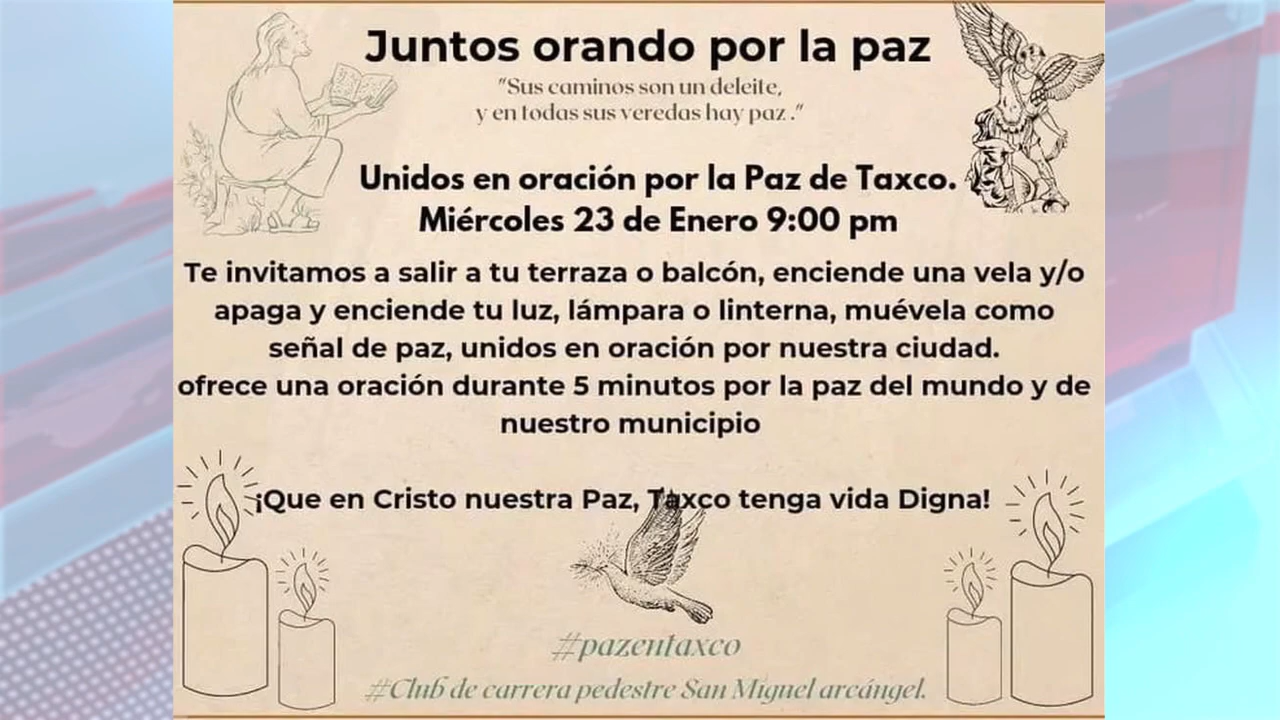 Juntos orando por la paz
"Sus caminos son un deleite,
y en todas sus veredas hay paz ."
Unidos en oración por la Paz de Taxco.
Miércoles 23 de Enero 9:00 pm
Te invitamos a salir a tu terraza o balcón, enciende una vela y/o
apaga y enciende tu luz, lámpara o linterna, muévela como
señal de paz, unidos en oración por nuestra ciudad.
ofrece una oración durante 5 minutos por la paz del mundo y de
nuestro municipio
¡Que en Cristo nuestra Paz, Taxco tenga vida Digna!
#pazentaxco
#Club de carrera pedestre San Miguel arcángel.